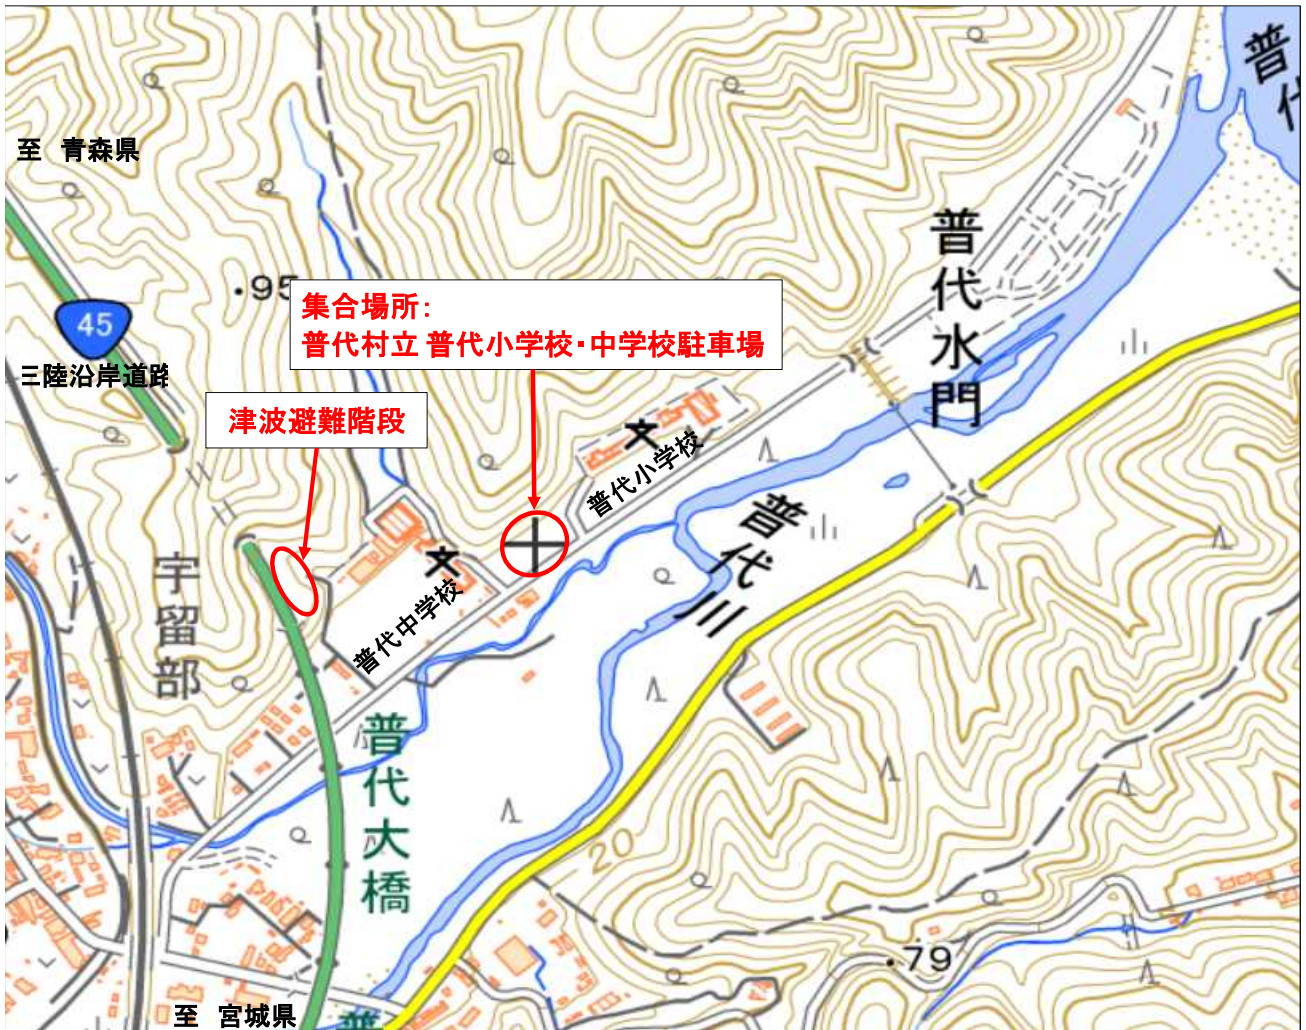 普代
至 青森県
普代水門
・95
集合場所：
普代村立 普代小学校・中学校駐車場
45
三陸沿岸道路
津波避難階段
普代小学校
普代川
宇留部
普代中学校
普代大橋
20
・79
至 宮城県
普